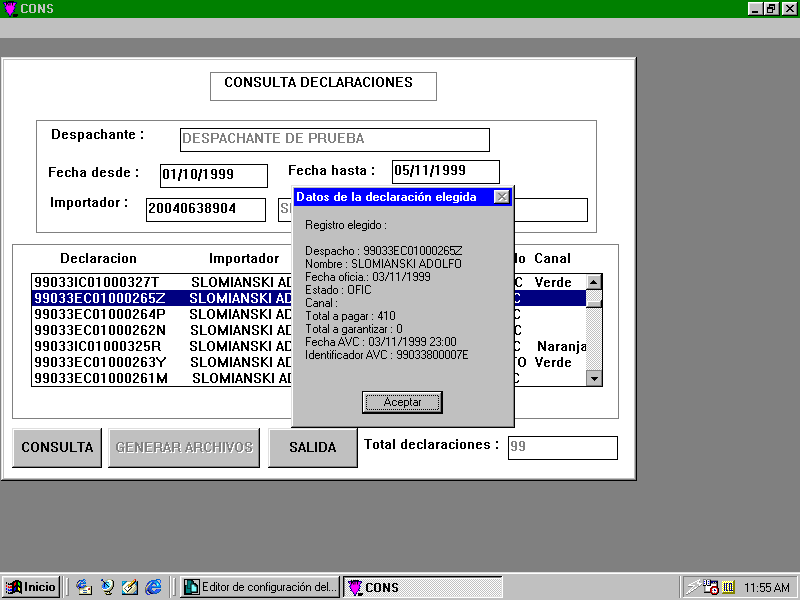 CONS
CONSULTA DECLARACIONES
Despachante :
DESPACHANTE DE PRUEBA
Fecha desde :
01/10/1999
Fecha hasta :
05/11/1999
Importador :
20040638904
Declaracion
Importador
Canal
99033IC01000327T SLOMIANSKI AD Verde
99033EC01000265Z SLOMIANSKI AD
99033EC01000264P SLOMIANSKI AD
99033EC01000262N SLOMIANSKI AD
99033IC01000325R SLOMIANSKI AD Naranja
99033EC01000263Y SLOMIANSKI AD Verde
99033EC01000261M SLOMIANSKI AD
Datos de la declaración elegida
Registro elegido :
Despacho : 99033EC01000265Z
Nombre : SLOMIANSKI ADOLFO
Fecha oficia.: 03/11/1999
Estado : OFIC
Canal :
Total a pagar : 410
Total a garantizar : 0
Fecha AVC : 03/11/1999 23:00
Identificador AVC : 99033800007E
Aceptar
CONSULTA
GENERAR ARCHIVOS
SALIDA
Total declaraciones :
99
Inicio
Editor de configuración del...
CONS
11:55 AM